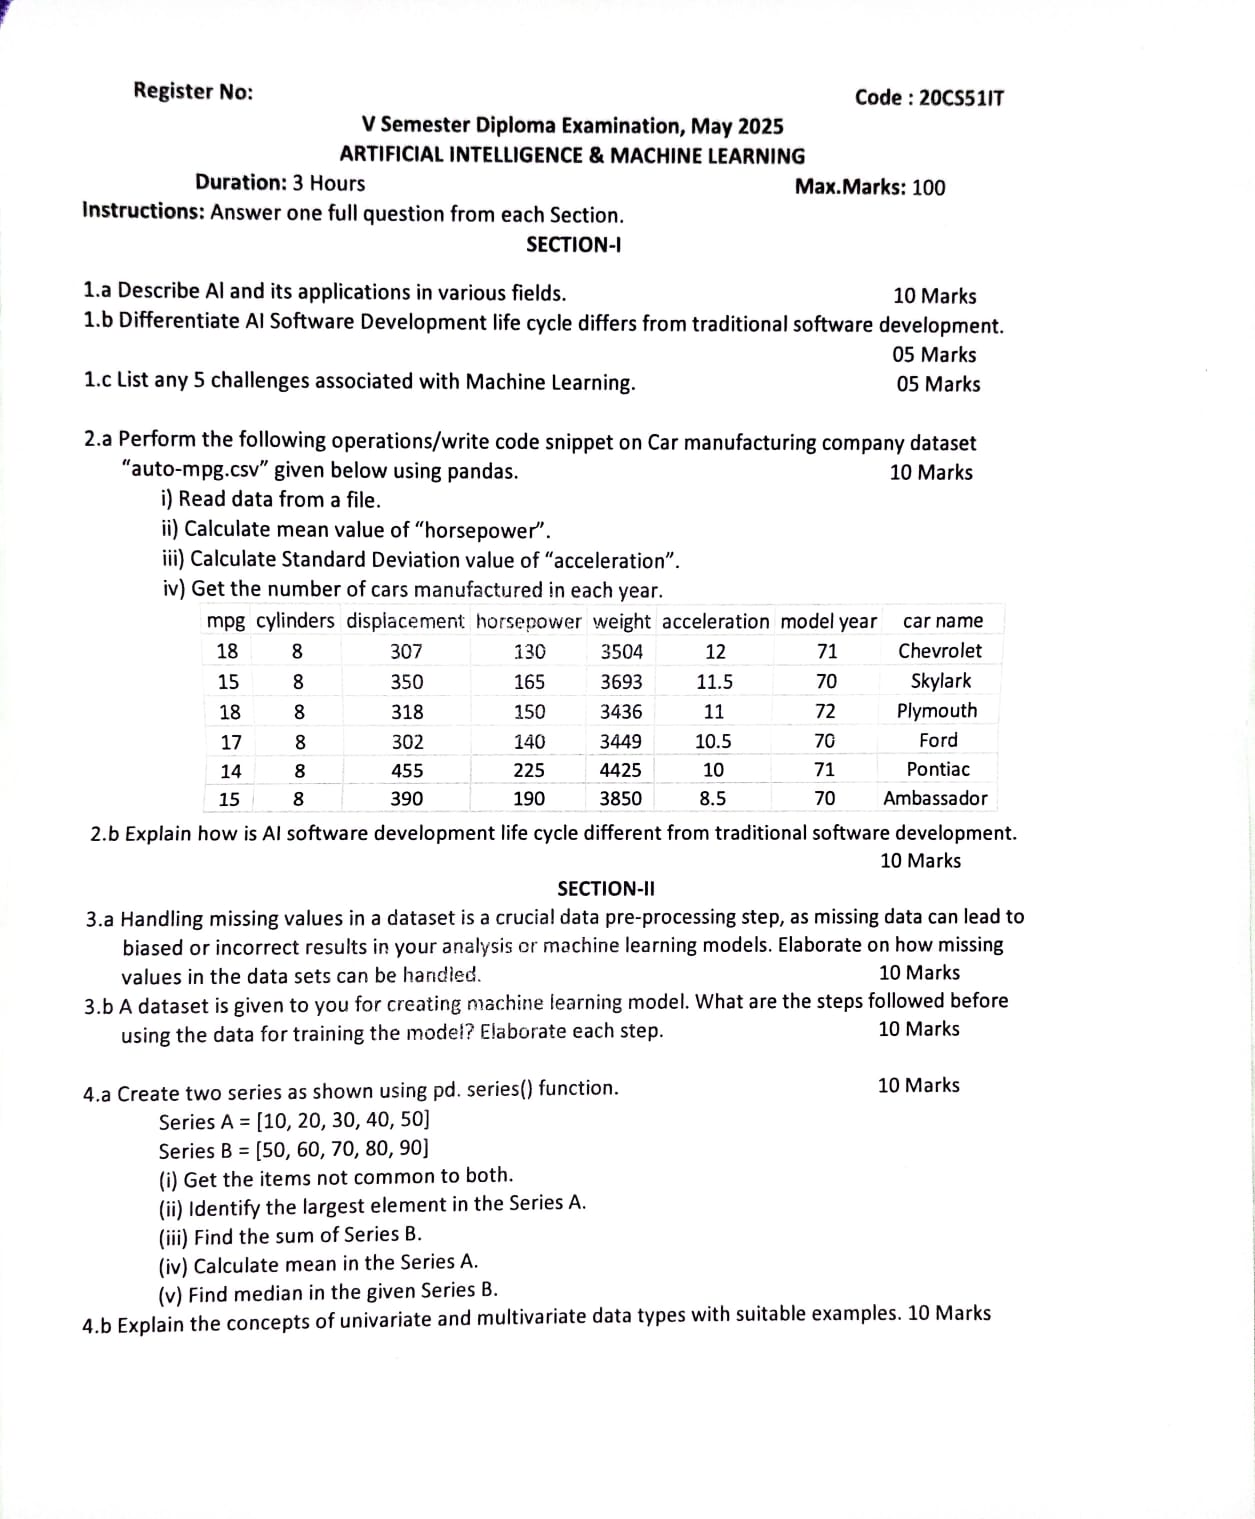 Register No:
Code : 20CS51IT
V Semester Diploma Examination, May 2025
ARTIFICIAL INTELLIGENCE & MACHINE LEARNING
Duration: 3 Hours
Max.Marks: 100
Instructions: Answer one full question from each Section.
SECTION-I
1.a Describe AI and its applications in various fields. 10 Marks
1.b Differentiate AI Software Development life cycle differs from traditional software development.
05 Marks
1.c List any 5 challenges associated with Machine Learning. 05 Marks
2.a Perform the following operations/write code snippet on Car manufacturing company dataset
“auto-mpg.csv” given below using pandas. 10 Marks
i) Read data from a file.
ii) Calculate mean value of “horsepower”.
iii) Calculate Standard Deviation value of “acceleration”.
iv) Get the number of cars manufactured in each year.
mpg cylinders displacement horsepower weight acceleration model year car name
18 8 307 130 3504 12 71 Chevrolet
15 8 350 165 3693 11.5 70 Skylark
18 8 318 150 3436 11 72 Plymouth
17 8 302 140 3449 10.5 70 Ford
14 8 455 225 4425 10 71 Pontiac
15 8 390 190 3850 8.5 70 Ambassador
2.b Explain how is AI software development life cycle different from traditional software development.
10 Marks
SECTION-II
3.a Handling missing values in a dataset is a crucial data pre-processing step, as missing data can lead to
biased or incorrect results in your analysis or machine learning models. Elaborate on how missing
values in the data sets can be handled. 10 Marks
3.b A dataset is given to you for creating machine learning model. What are the steps followed before
using the data for training the model? Elaborate each step. 10 Marks
4.a Create two series as shown using pd. series() function. 10 Marks
Series A = [10, 20, 30, 40, 50]
Series B = [50, 60, 70, 80, 90]
(i) Get the items not common to both.
(ii) Identify the largest element in the Series A.
(iii) Find the sum of Series B.
(iv) Calculate mean in the Series A.
(v) Find median in the given Series B.
4.b Explain the concepts of univariate and multivariate data types with suitable examples. 10 Marks